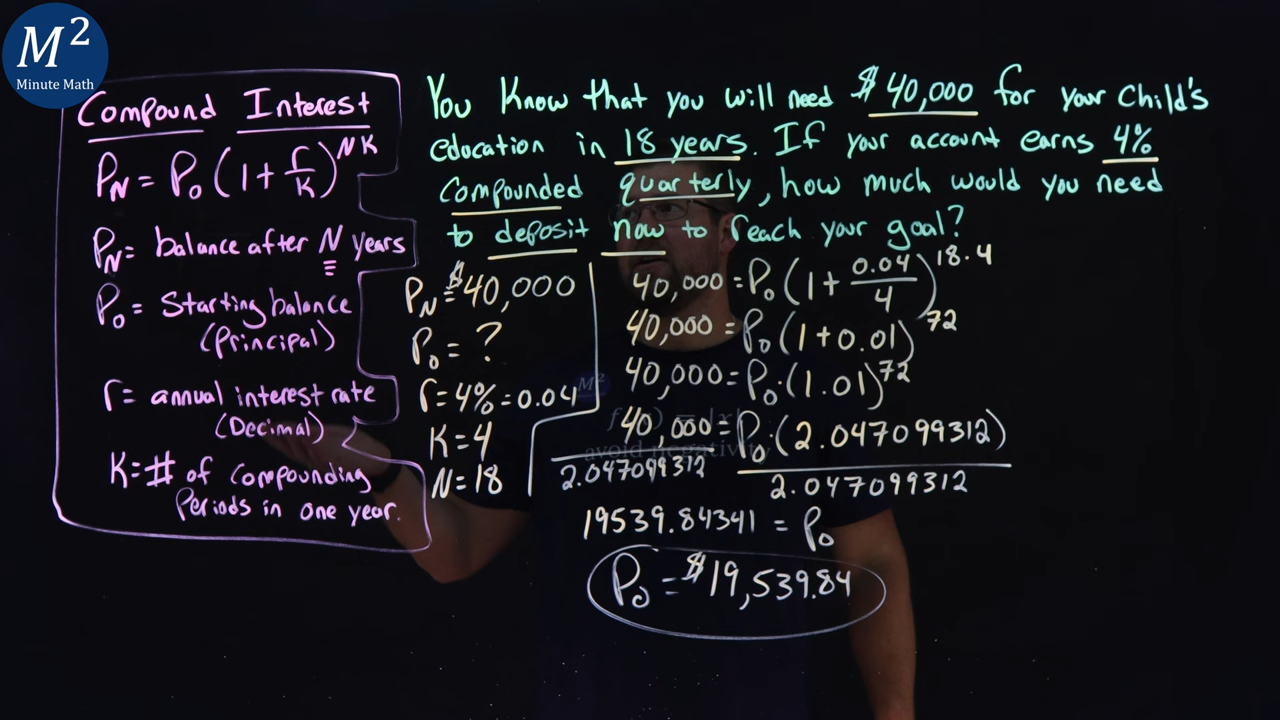 M²
Minute Math
Compound Interest
P_N = P_0 (1 + r/K)^{NK}
P_N = balance after N years
P_0 = Starting balance
(Principal)
r = annual interest rate
(Decimal)
K = # of compounding
Periods in one year.
You Know that you will need $40,000 for your child's
education in 18 years. If your account earns 4%
compounded quarterly, how much would you need
to deposit now to reach your goal?
P_N = $40,000
P_0 = ?
r = 4% = 0.04
K = 4
N = 18
40,000 = P_0 (1 + 0.04/4)^{18·4}
40,000 = P_0 (1 + 0.01)^{72}
40,000 = P_0 · (1.01)^{72}
40,000 = P_0 · (2.047099312)
2.047099312 2.047099312
19539.84341 = P_0
P_0 = $19,539.84
M²
avoid negativity